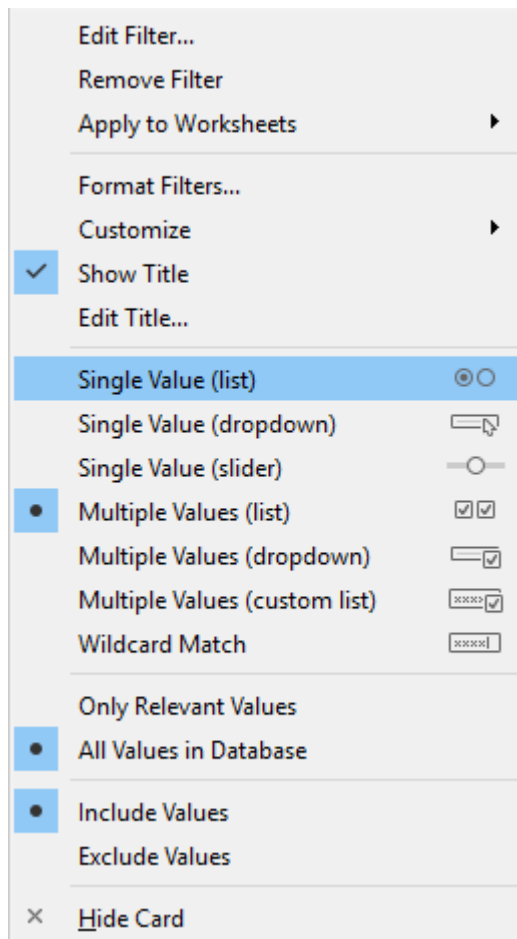 Edit Filter...
Remove Filter
Apply to Worksheets
Format Filters...
Customize
Show Title
Edit Title...
Single Value (list)
Single Value (dropdown)
Single Value (slider)
Multiple Values (list)
Multiple Values (dropdown)
Multiple Values (custom list)
Wildcard Match
Only Relevant Values
All Values in Database
Include Values
Exclude Values
Hide Card